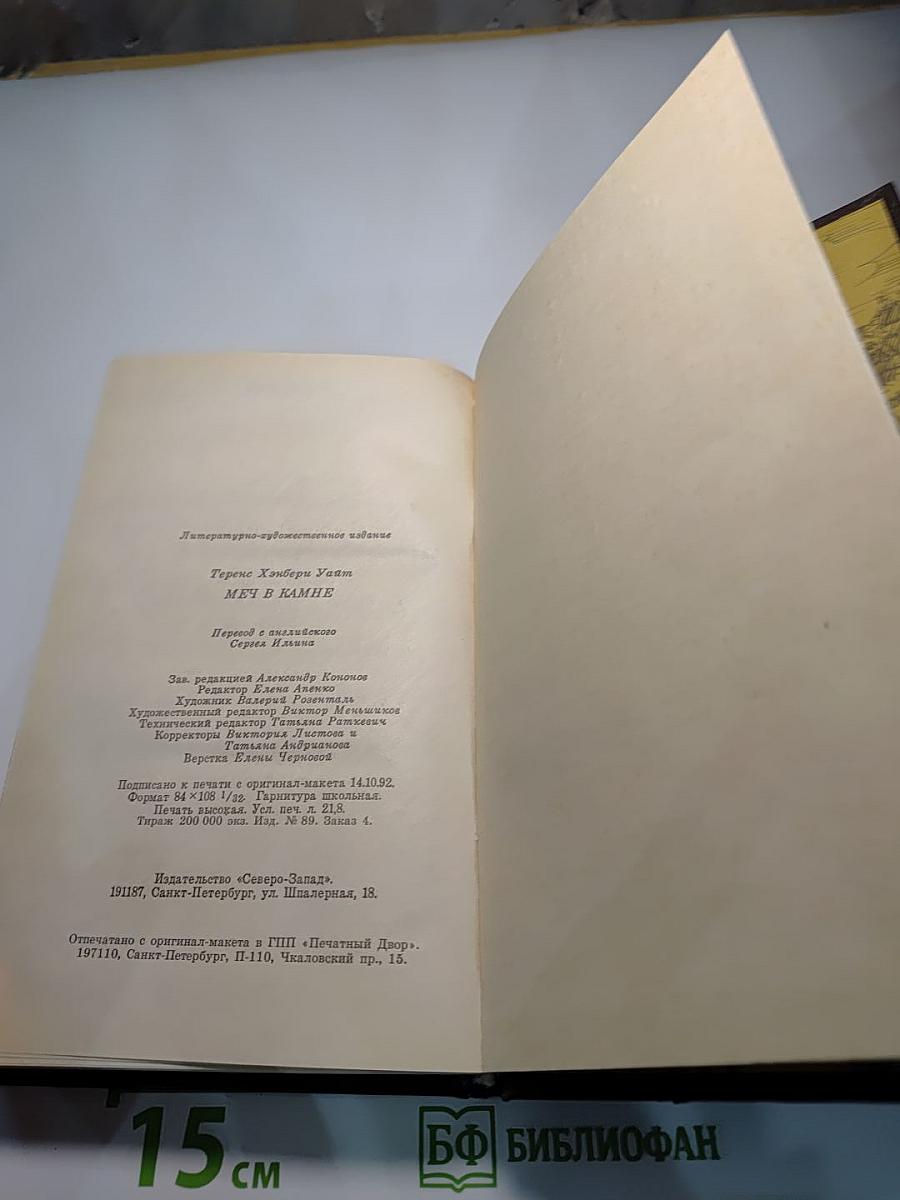 Литературно-художественное издание
Теренс Хэнбери Уайт
МЕЧ В КАМНЕ
Перевод с английского
Сергея Ильина
Зав. редакцией Александр Кононов
Редактор Елена Апенко
Художник Валерий Розенталь
Художественный редактор Виктор Меньшиков
Технический редактор Татьяна Раткевич
Корректоры Виктория Листова и
Татьяна Андрианова
Верстка Елены Черновой
Подписано к печати с оригинал-макета 14.10.92.
Формат 84×108 1/32. Гарнитура школьная.
Печать высокая. Усл. печ. л. 21,8.
Тираж 200 000 экз. Изд. № 89. Заказ 4.
Издательство «Северо-Запад».
191187, Санкт-Петербург, ул. Шпалерная, 18.
Отпечатано с оригинал-макета в ГПП «Печатный Двор».
197110, Санкт-Петербург, П-110, Чкаловский пр., 15.
15 см
БФ БИБЛИОФАН